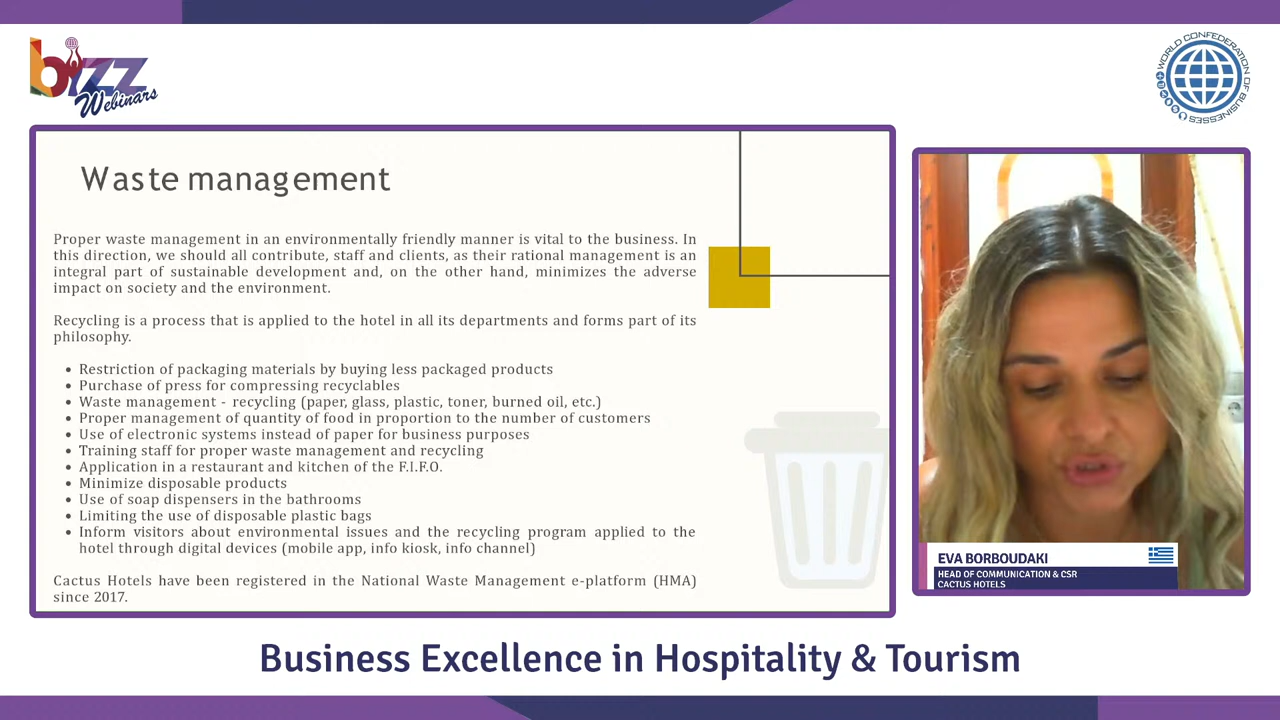 bizz
Webinars
WORLD CONFEDERATION OF BUSINESSES
Waste management
Proper waste management in an environmentally friendly manner is vital to the business. In
this direction, we should all contribute, staff and clients, as their rational management is an
integral part of sustainable development and, on the other hand, minimizes the adverse
impact on society and the environment.
Recycling is a process that is applied to the hotel in all its departments and forms part of its
philosophy.
• Restriction of packaging materials by buying less packaged products
• Purchase of press for compressing recyclables
• Waste management - recycling (paper, glass, plastic, toner, burned oil, etc.)
• Proper management of quantity of food in proportion to the number of customers
• Use of electronic systems instead of paper for business purposes
• Training staff for proper waste management and recycling
• Application in a restaurant and kitchen of the F.I.F.O.
• Minimize disposable products
• Use of soap dispensers in the bathrooms
• Limiting the use of disposable plastic bags
• Inform visitors about environmental issues and the recycling program applied to the
hotel through digital devices (mobile app, info kiosk, info channel)
Cactus Hotels have been registered in the National Waste Management e-platform (HMA)
since 2017.
EVA BORBOUDAKI
HEAD OF COMMUNICATION & CSR
CACTUS HOTELS
Business Excellence in Hospitality & Tourism